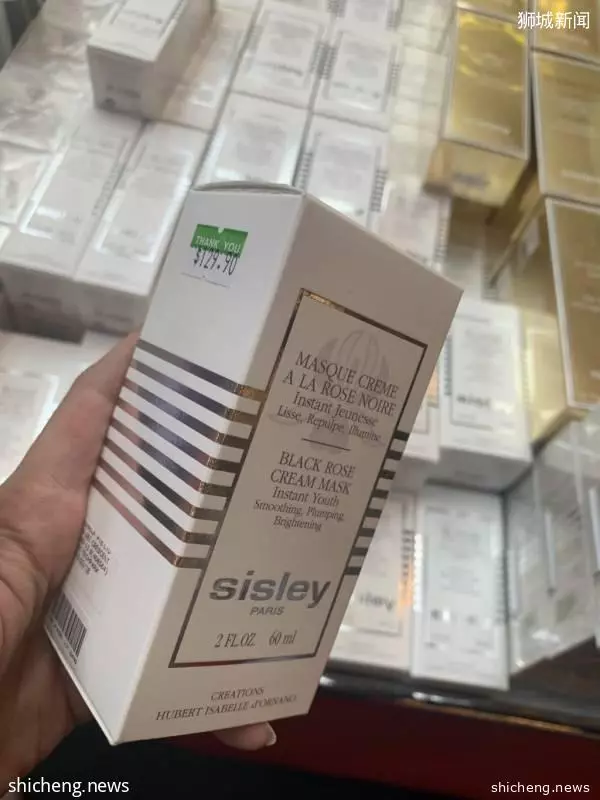 狮城新闻
THANK YOU
$129.90
MASQUE CRÈME
A LA ROSE NOIRE
Instant Jeunesse
Lisse, Repulpe, Illumine
BLACK ROSE
CREAM MASK
Instant Youth
Smoothing, Plumping,
Brightening
sisley
PARIS
2 FL.OZ 60 ml
CREATIONS
HUBERT ISABELLE d'ORNANO
shicheng.news
shicheng.news